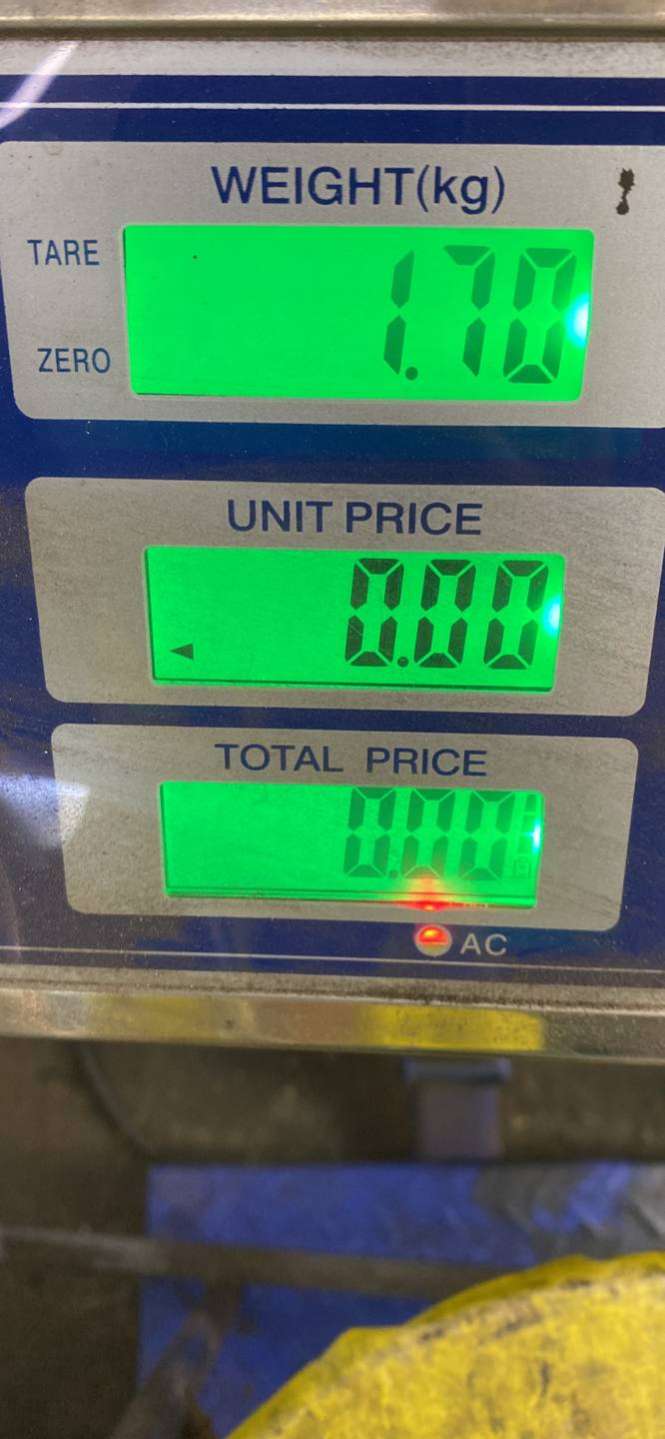 WEIGHT(kg)
TARE
1.70
ZERO
UNIT PRICE
0.00
TOTAL PRICE
0.00
AC